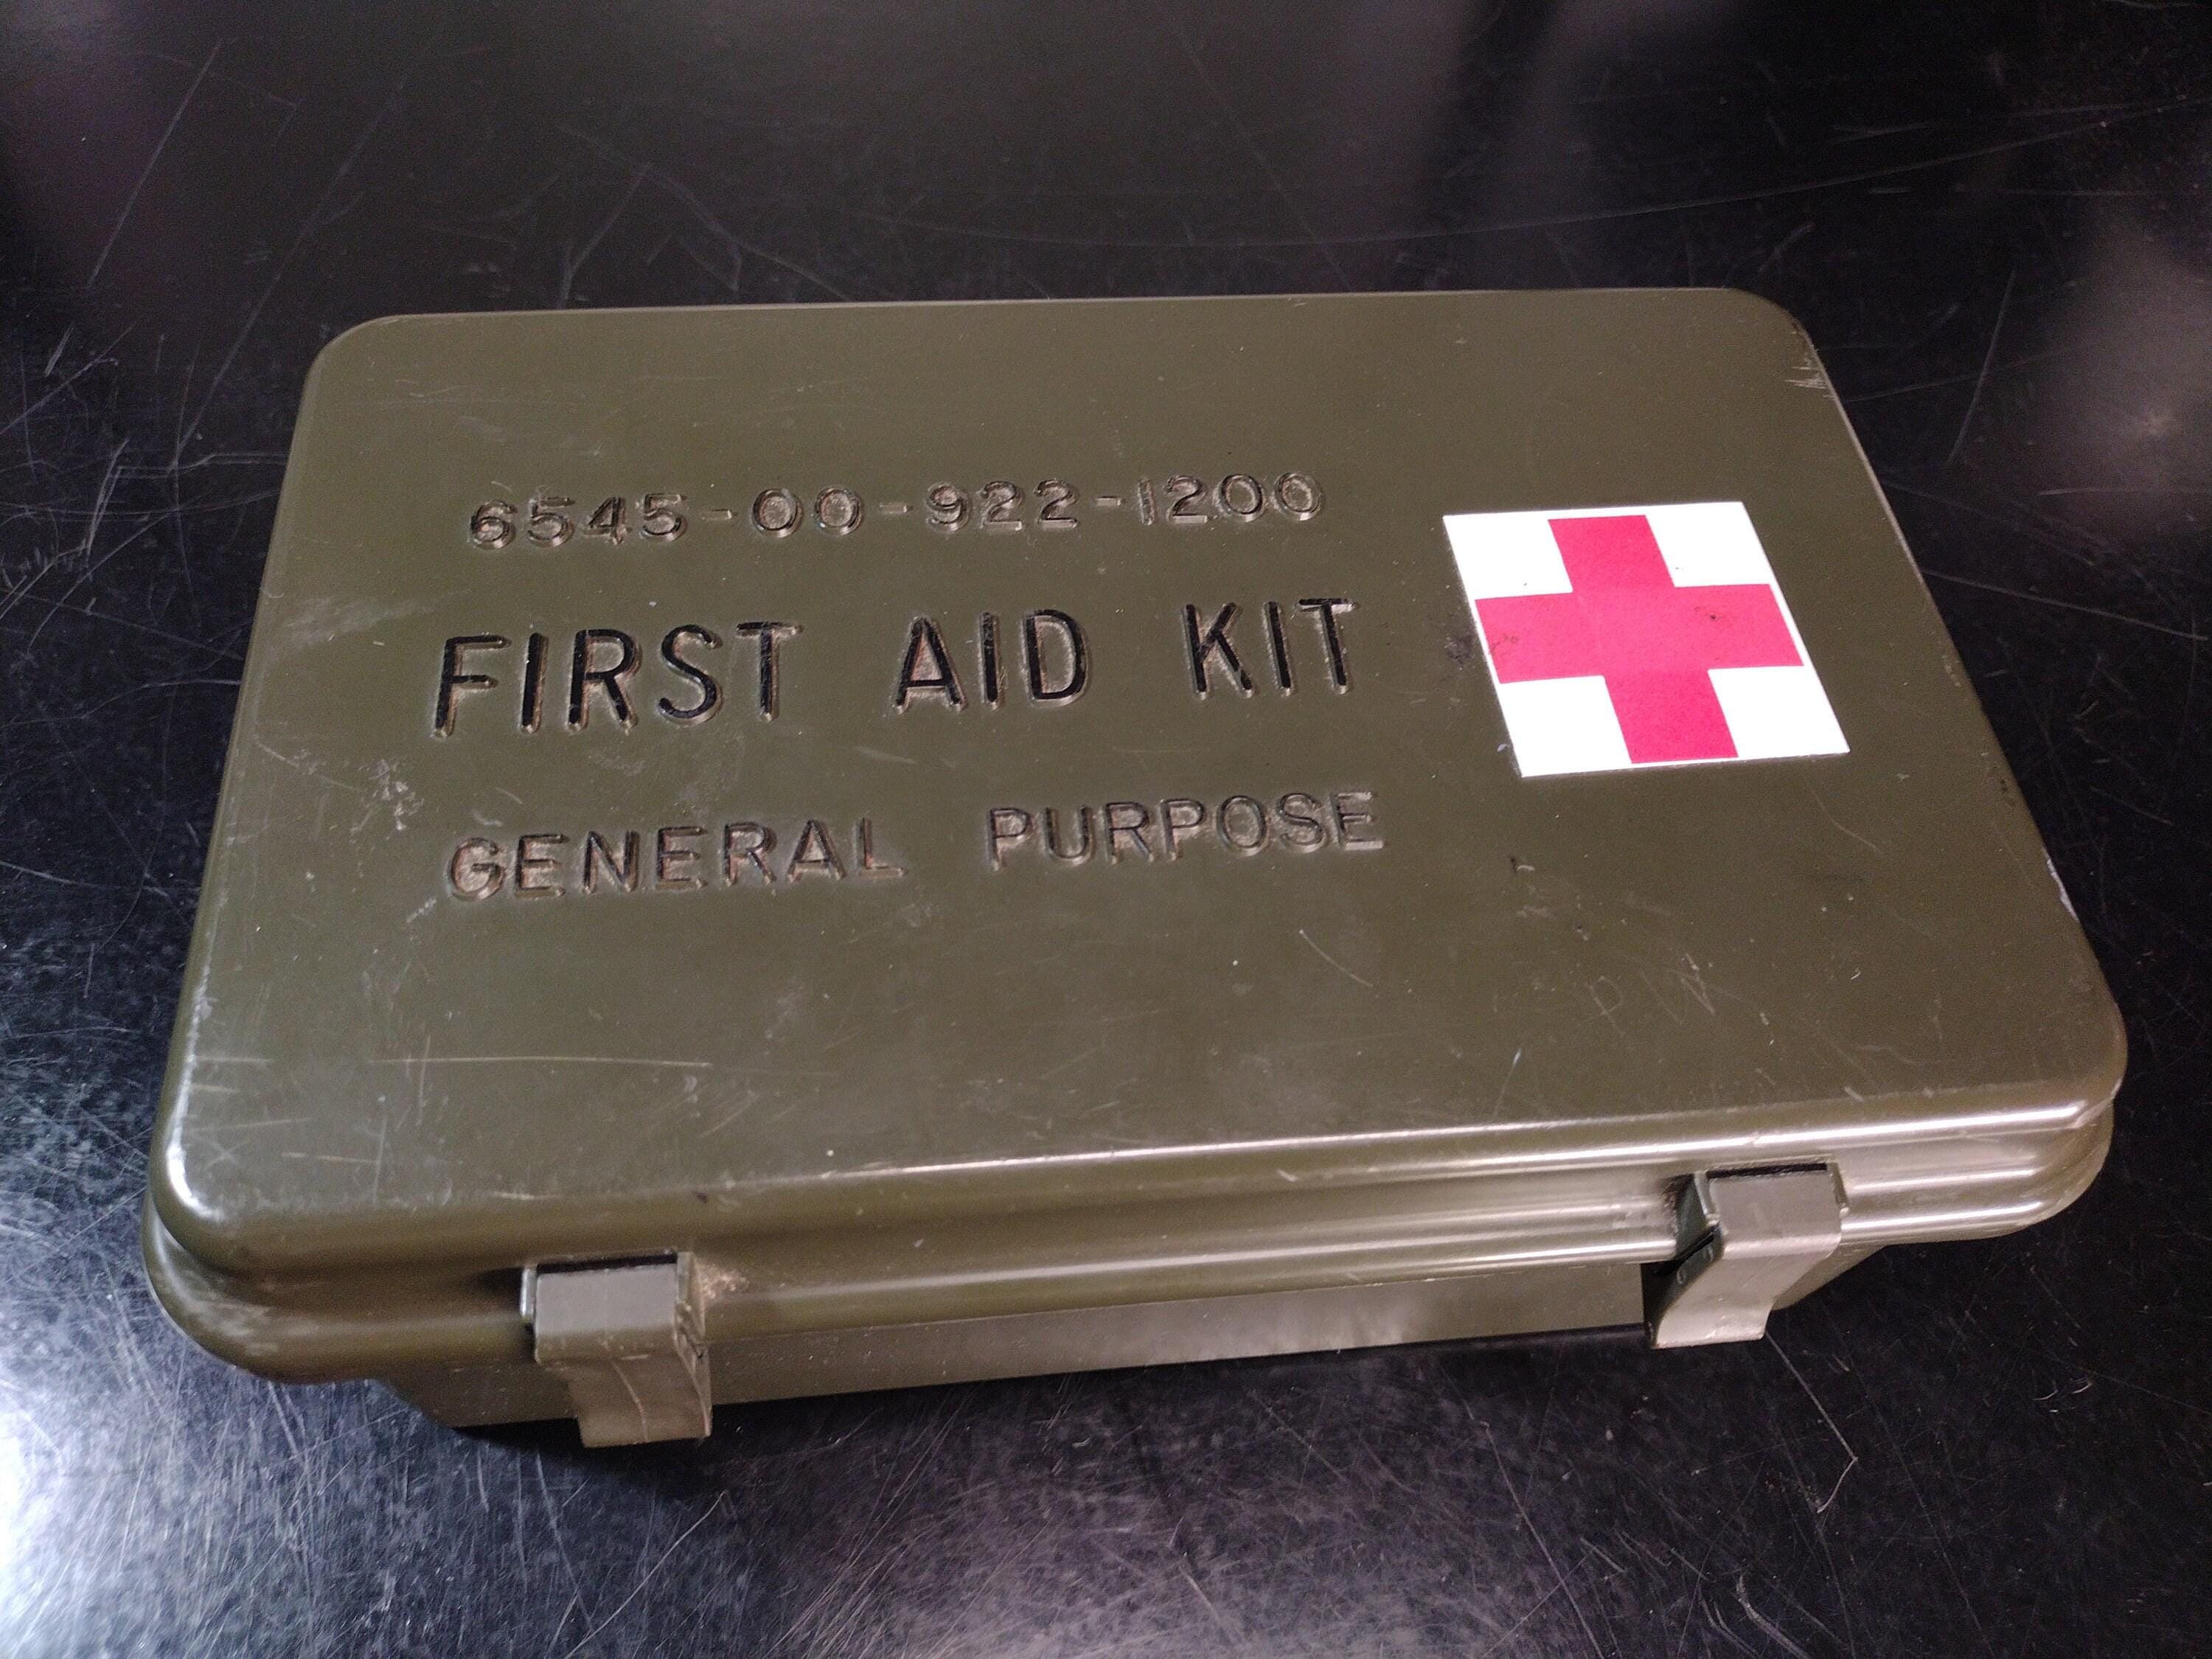 6545-00-922-1200
FIRST AID KIT
GENERAL PURPOSE